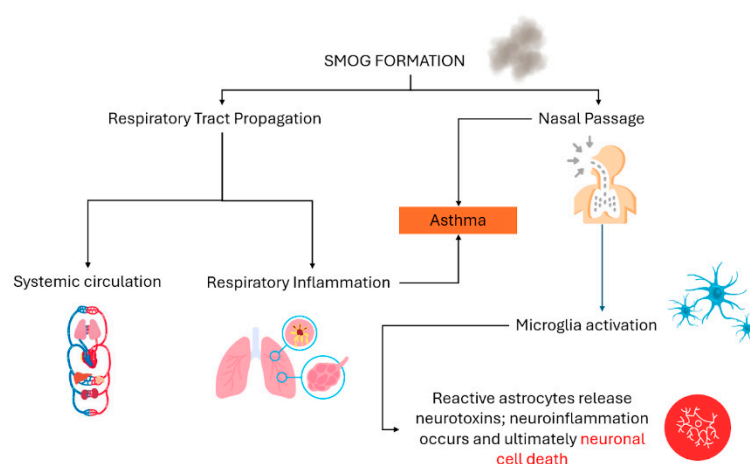 SMOG FORMATION
Respiratory Tract Propagation
Nasal Passage
Asthma
Systemic circulation
Respiratory Inflammation
Microglia activation
Reactive astrocytes release
neurotoxins; neuroinflammation
occurs and ultimately neuronal
cell death